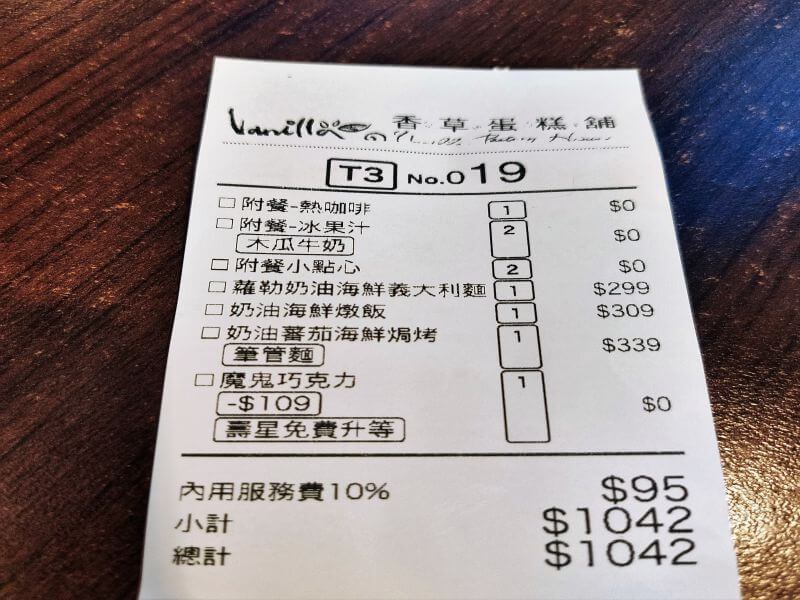 Vanilla の 香草蛋糕舖
T3 No.019
附餐-熱咖啡 1 $0
附餐-冰果汁 2 $0
木瓜牛奶
附餐小點心 2 $0
蘿勒奶油海鮮義大利麵 1 $299
奶油海鮮燉飯 1 $309
奶油蕃茄海鮮焗烤 1 $339
筆管麵
魔鬼巧克力 1 $0
-$109
壽星免費升等
內用服務費10% $95
小計 $1042
總計 $1042